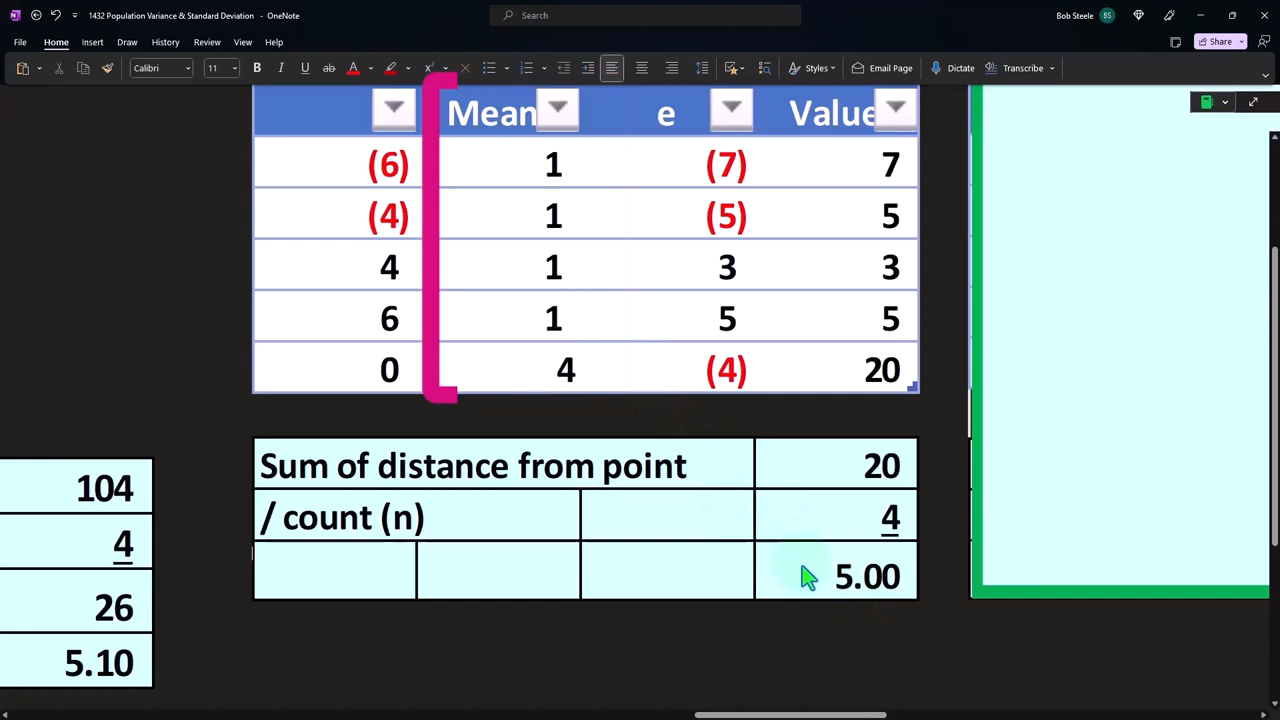 1432 Population Variance & Standard Deviation - OneNote
Search
Bob Steele BS
File Home Insert Draw History Review View Help
Share
Calibri 11 B I U ab A x Styles Email Page Dictate Transcribe
Mean e Value
(6) 1 (7) 7
(4) 1 (5) 5
4 1 3 3
6 1 5 5
0 4 (4) 20
Sum of distance from point 20
/ count (n) 4
5.00
104
4
26
5.10